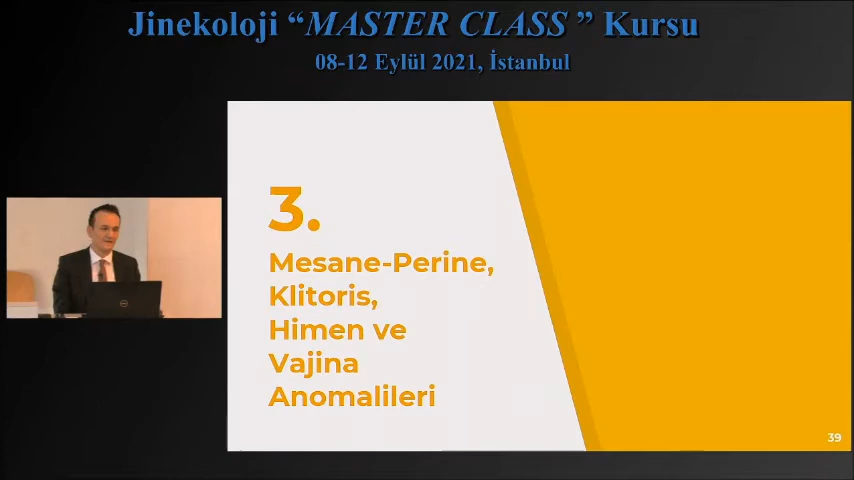 Jinekoloji “MASTER CLASS ” Kursu
08-12 Eylül 2021, İstanbul
3.
Mesane-Perine,
Klitoris,
Himen ve
Vajina
Anomalileri
39